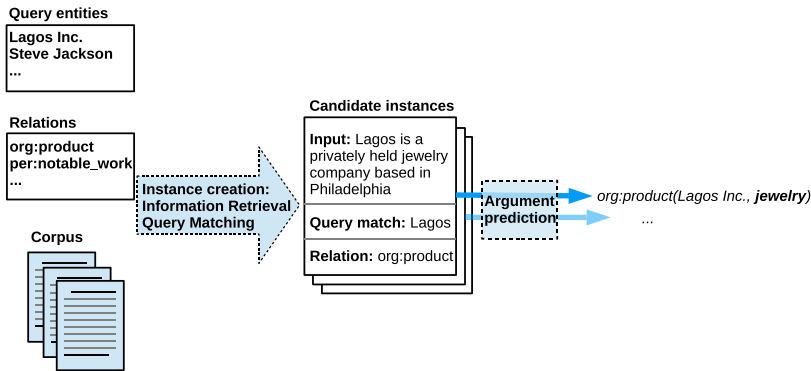 Query entities
Lagos Inc.
Steve Jackson
...
Relations
org:product
per:notable_work
...
Corpus
Instance creation:
Information Retrieval
Query Matching
Candidate instances
Input: Lagos is a
privately held jewelry
company based in
Philadelphia
Query match: Lagos
Relation: org:product
Argument
prediction
org:product(Lagos Inc., jewelry)
...